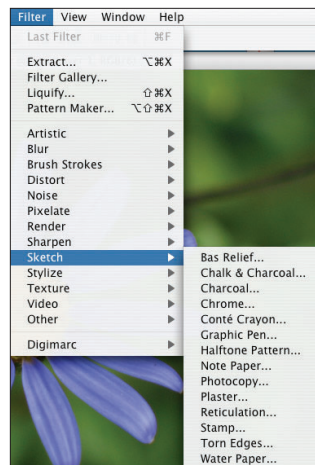 Filter View Window Help
Last Filter ⌘F
Extract... ⌥⌘X
Filter Gallery...
Liquify... ⇧⌘X
Pattern Maker... ⌥⇧⌘X
Artistic
Blur
Brush Strokes
Distort
Noise
Pixelate
Render
Sharpen
Sketch
Stylize
Texture
Video
Other
Digimarc
Bas Relief...
Chalk & Charcoal...
Charcoal...
Chrome...
Conté Crayon...
Graphic Pen...
Halftone Pattern...
Note Paper...
Photocopy...
Plaster...
Reticulation...
Stamp...
Torn Edges...
Water Paper...